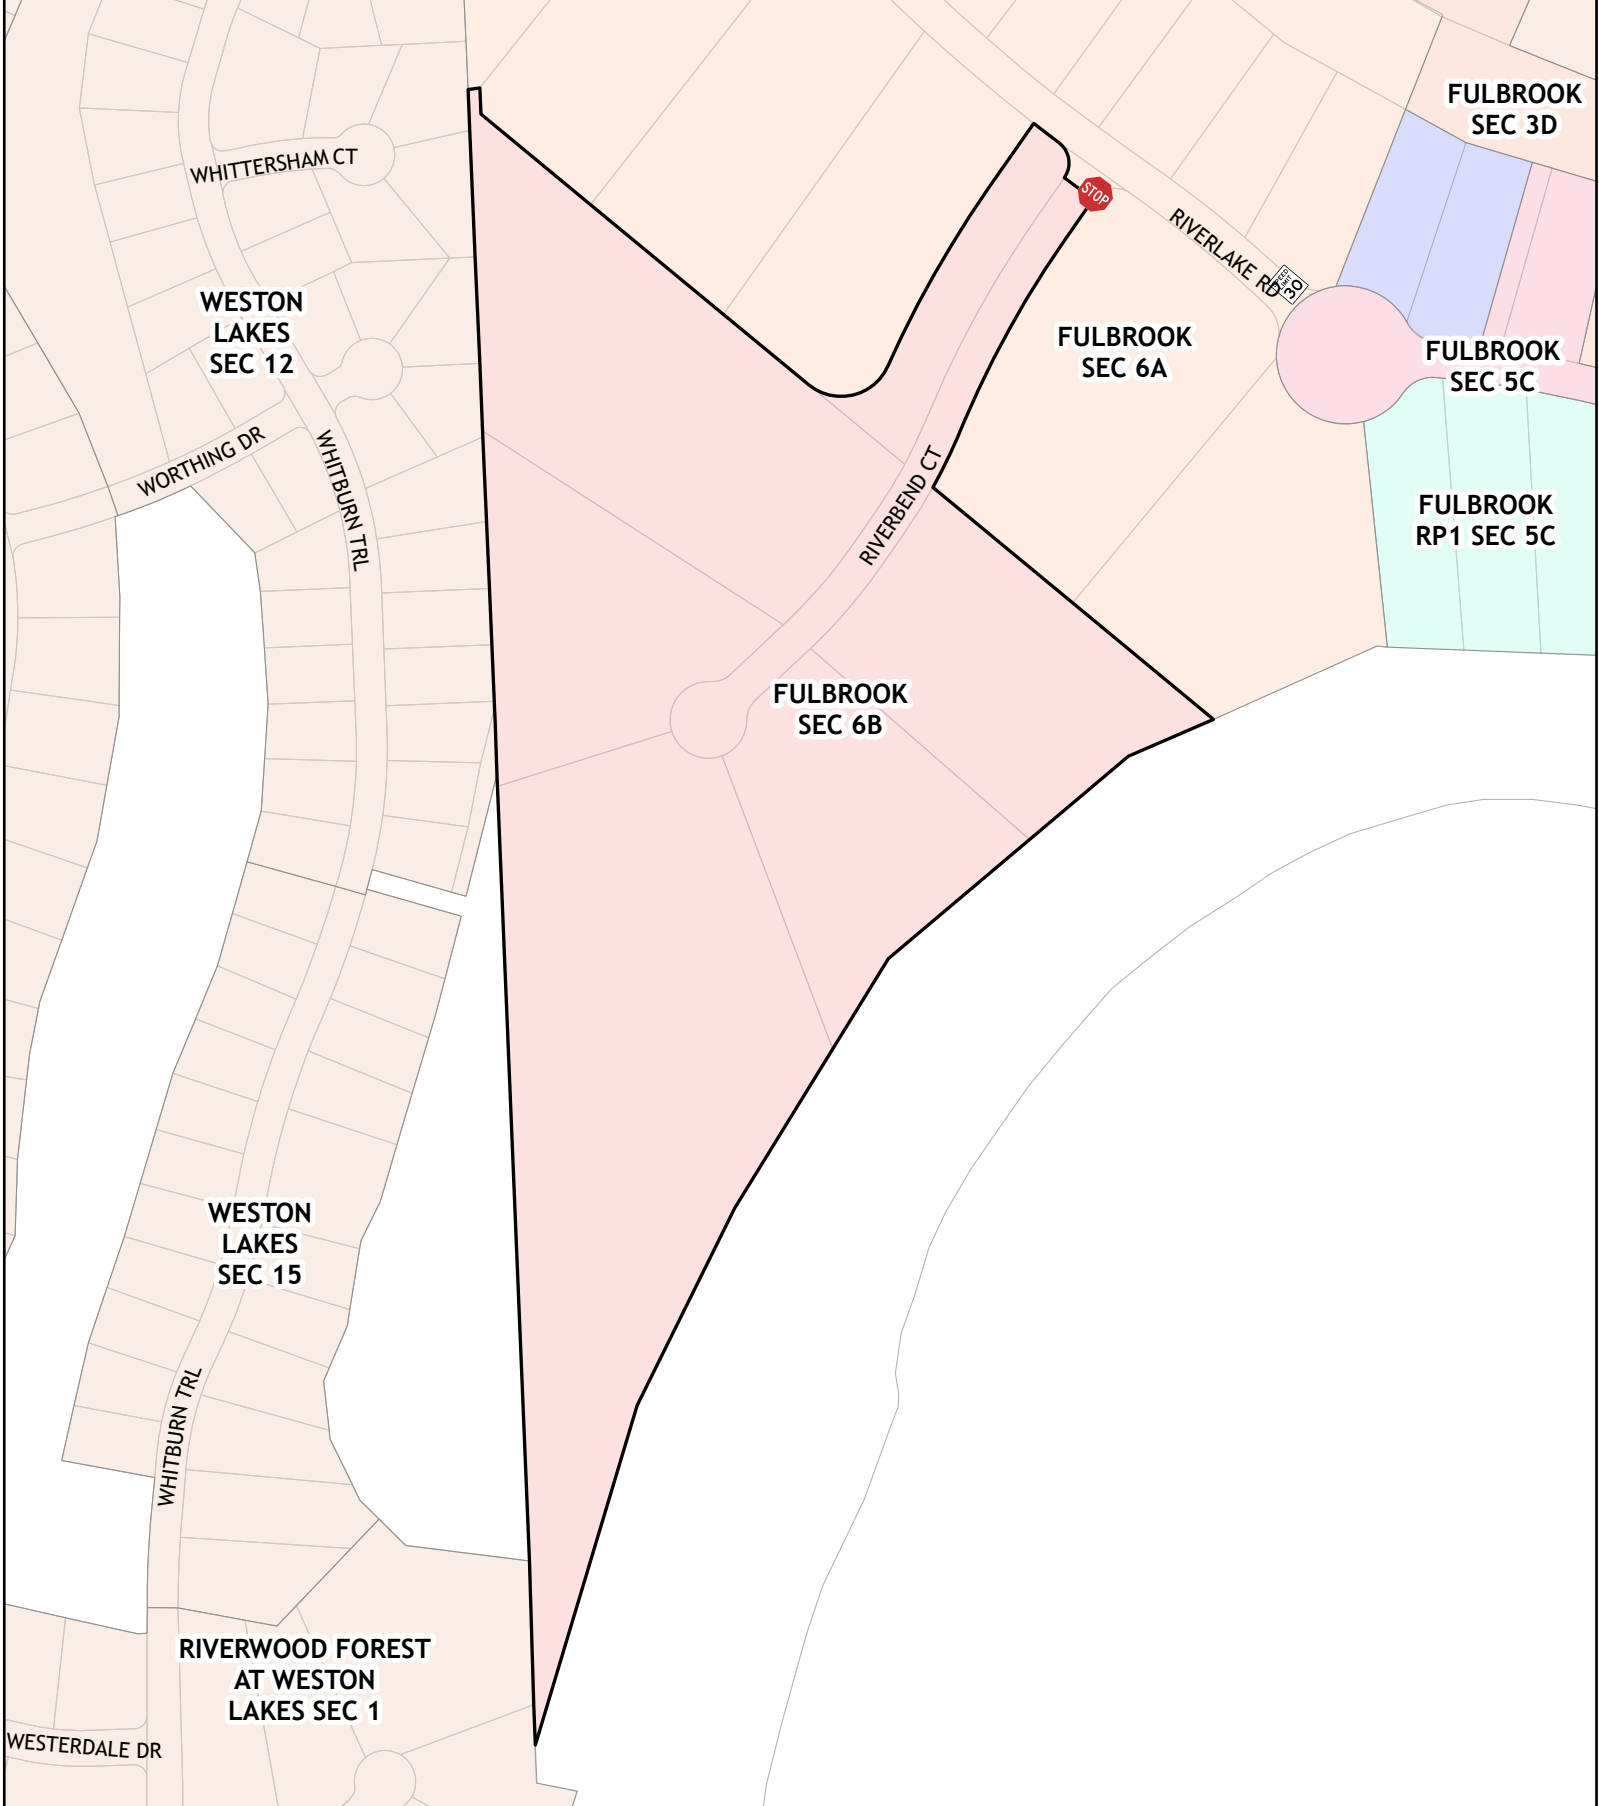 FULBROOK
SEC 3D
WHITTERSHAM CT
STOP
RIVERLAKE RD
SPEED
LIMIT
30
WESTON
LAKES
SEC 12
FULBROOK
SEC 6A
FULBROOK
SEC 5C
WORTHING DR
WHITBURN TRL
RIVERBEND CT
FULBROOK
RP1 SEC 5C
FULBROOK
SEC 6B
WESTON
LAKES
SEC 15
WHITBURN TRL
RIVERWOOD FOREST
AT WESTON
LAKES SEC 1
WESTERDALE DR